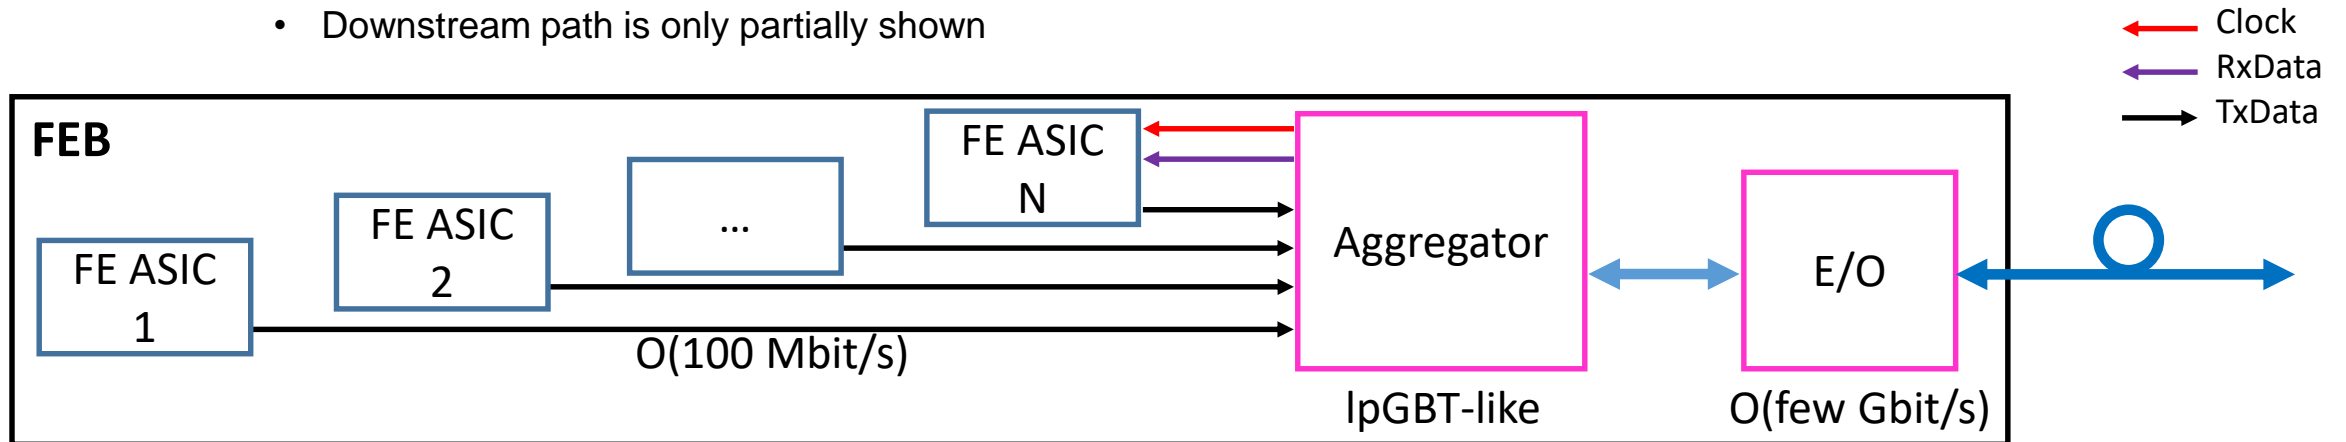 • Downstream path is only partially shown
Clock
RxData
TxData
FEB
FE ASIC
1
FE ASIC
2
...
FE ASIC
N
Aggregator
E/O
O(100 Mbit/s)
lpGBT-like
O(few Gbit/s)